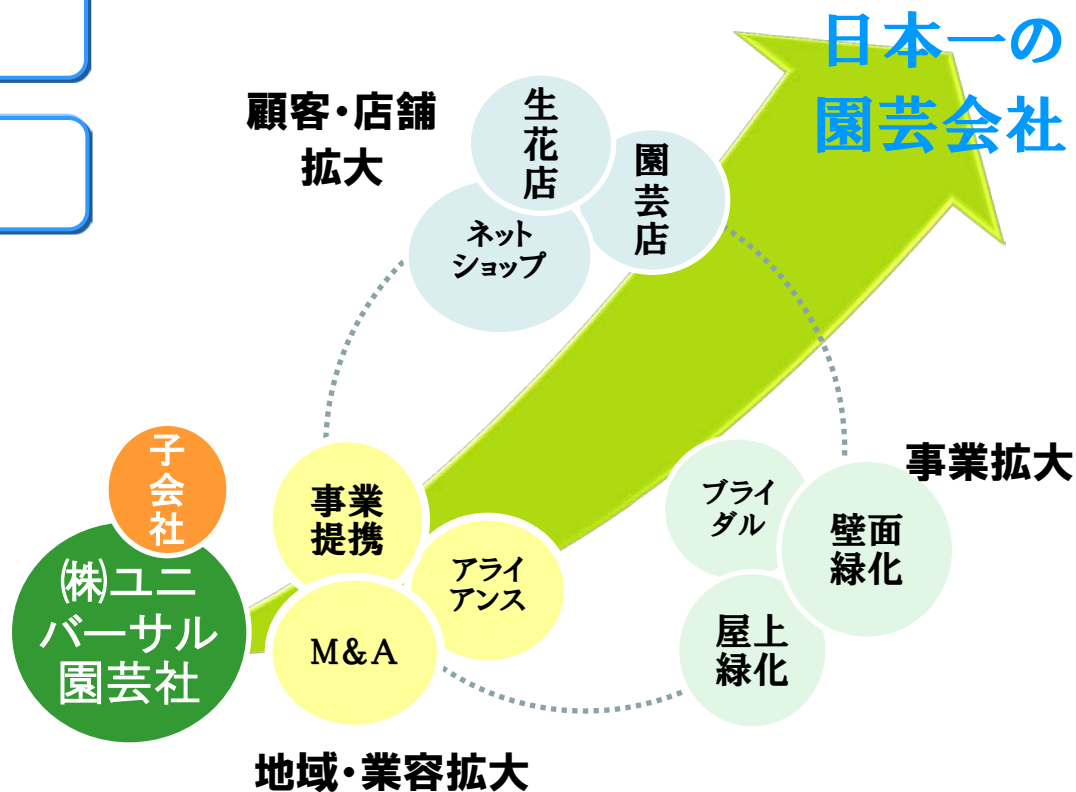 日本一の
園芸会社
顧客・店舗
拡大
生花店
園芸店
ネット
ショップ
子会社
㈱ユニ
バーサル
園芸社
事業
提携
アライ
アンス
M&A
地域・業容拡大
事業拡大
ブライ
ダル
壁面
緑化
屋上
緑化